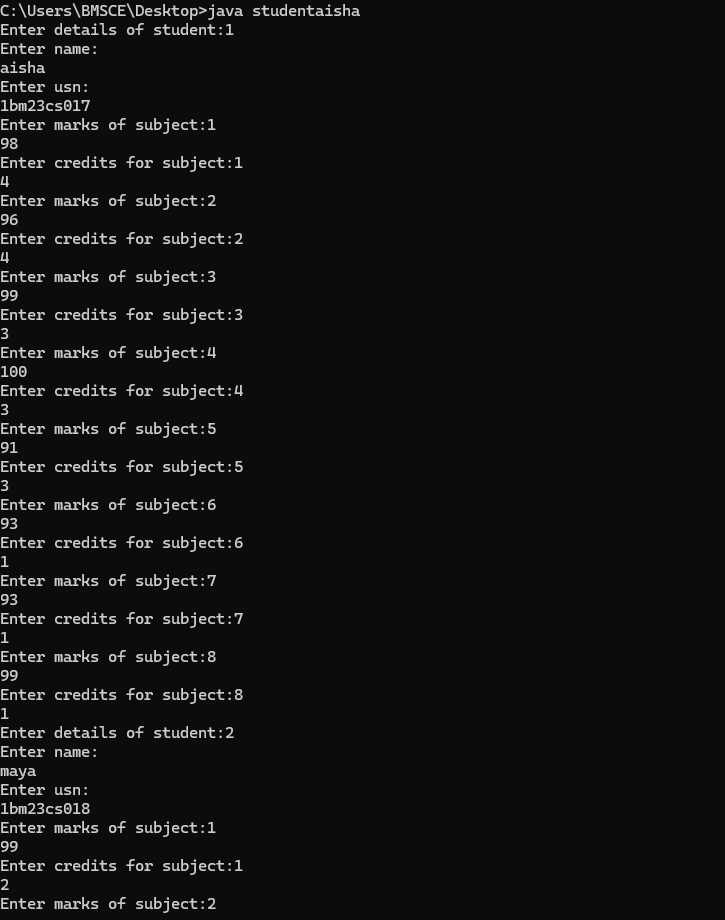 C:\Users\BMSCE\Desktop>java studentaisha
Enter details of student:1
Enter name:
aisha
Enter usn:
1bm23cs017
Enter marks of subject:1
98
Enter credits for subject:1
4
Enter marks of subject:2
96
Enter credits for subject:2
4
Enter marks of subject:3
99
Enter credits for subject:3
3
Enter marks of subject:4
100
Enter credits for subject:4
3
Enter marks of subject:5
91
Enter credits for subject:5
3
Enter marks of subject:6
93
Enter credits for subject:6
1
Enter marks of subject:7
93
Enter credits for subject:7
1
Enter marks of subject:8
99
Enter credits for subject:8
1
Enter details of student:2
Enter name:
maya
Enter usn:
1bm23cs018
Enter marks of subject:1
99
Enter credits for subject:1
2
Enter marks of subject:2